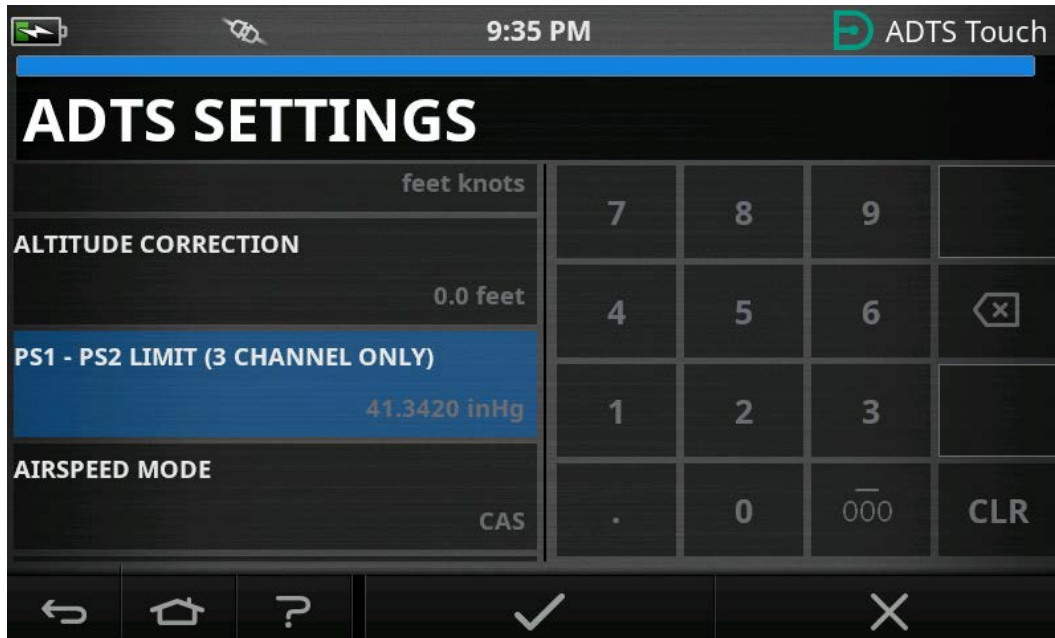 9:35 PM
ADTS Touch
ADTS SETTINGS
feet knots
ALTITUDE CORRECTION
0.0 feet
PS1 - PS2 LIMIT (3 CHANNEL ONLY)
41.3420 inHg
AIRSPEED MODE
CAS
7 8 9
4 5 6
1 2 3
. 0 000 CLR
?